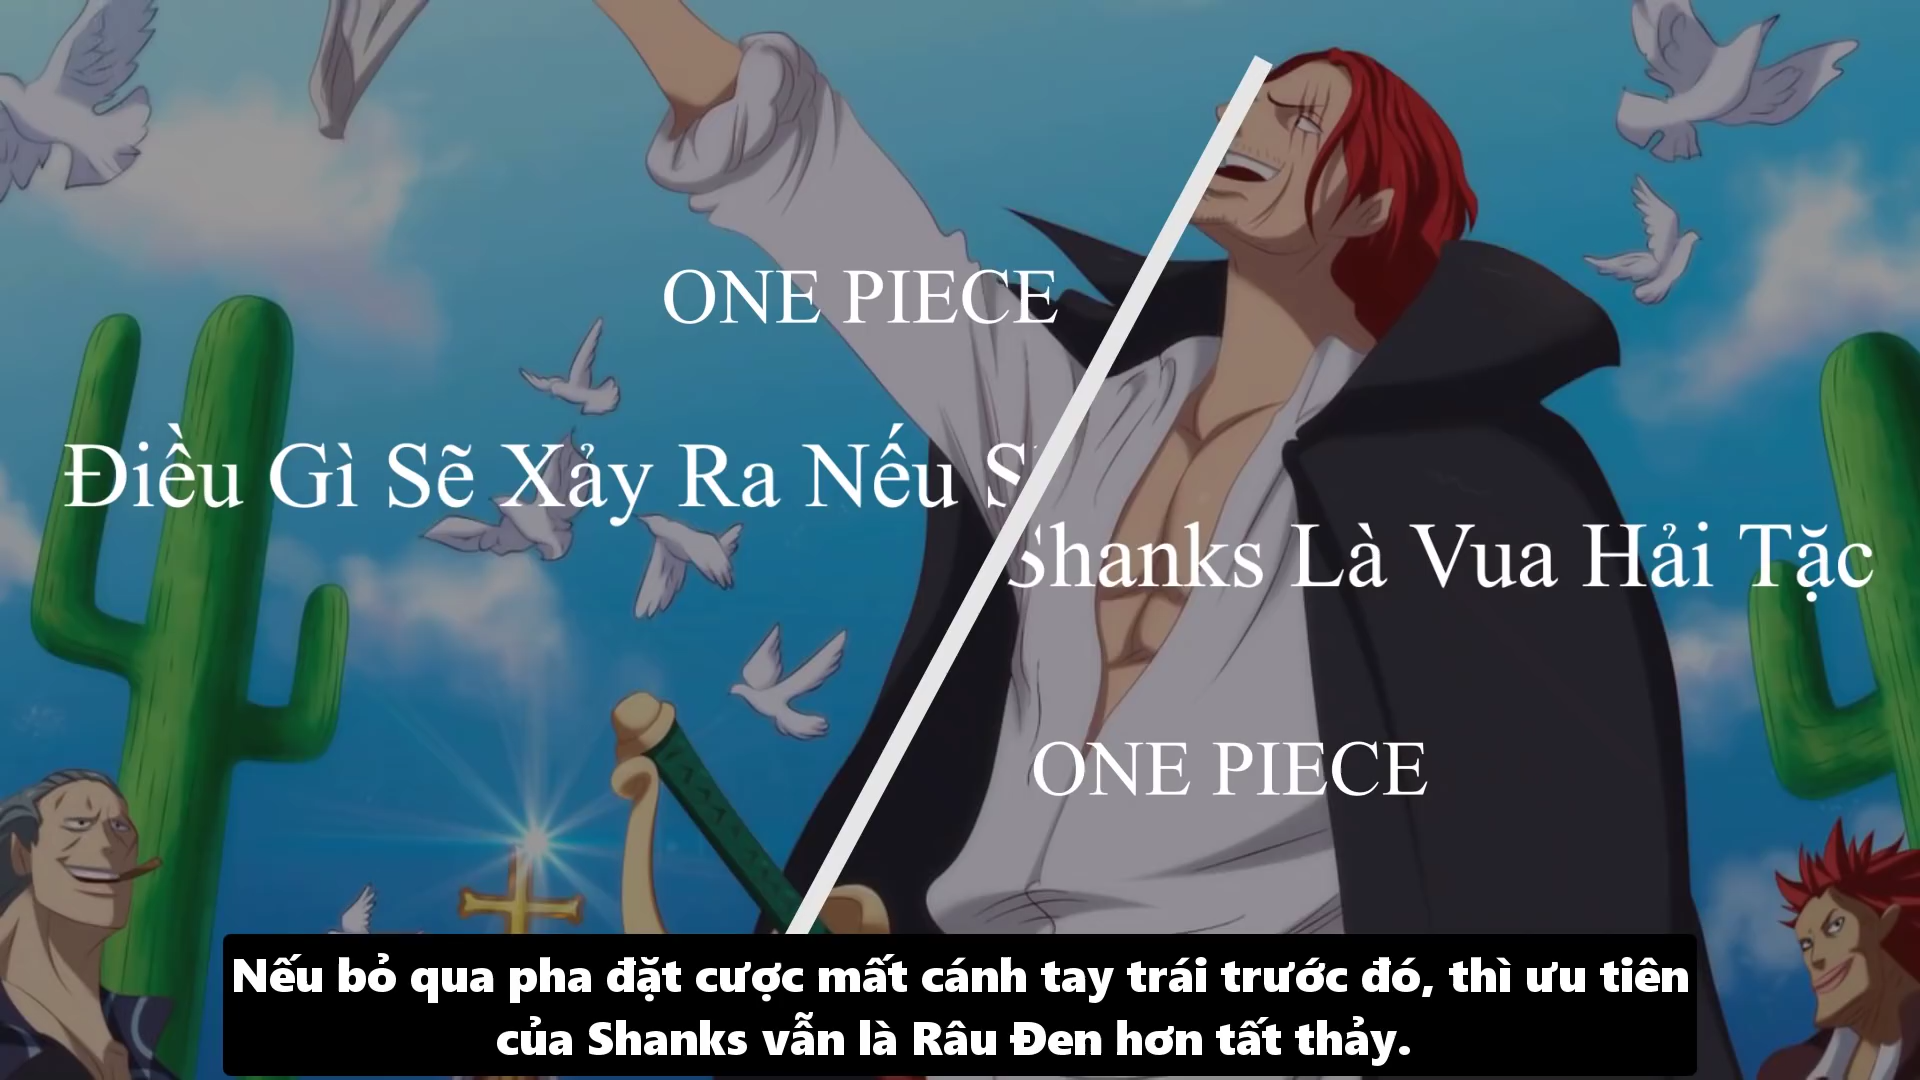 ONE PIECE
Điều Gì Sẽ Xảy Ra Nếu S
Shanks Là Vua Hải Tặc
ONE PIECE
Nếu bỏ qua pha đặt cược mất cánh tay trái trước đó, thì ưu tiên
của Shanks vẫn là Râu Đen hơn tất thảy.